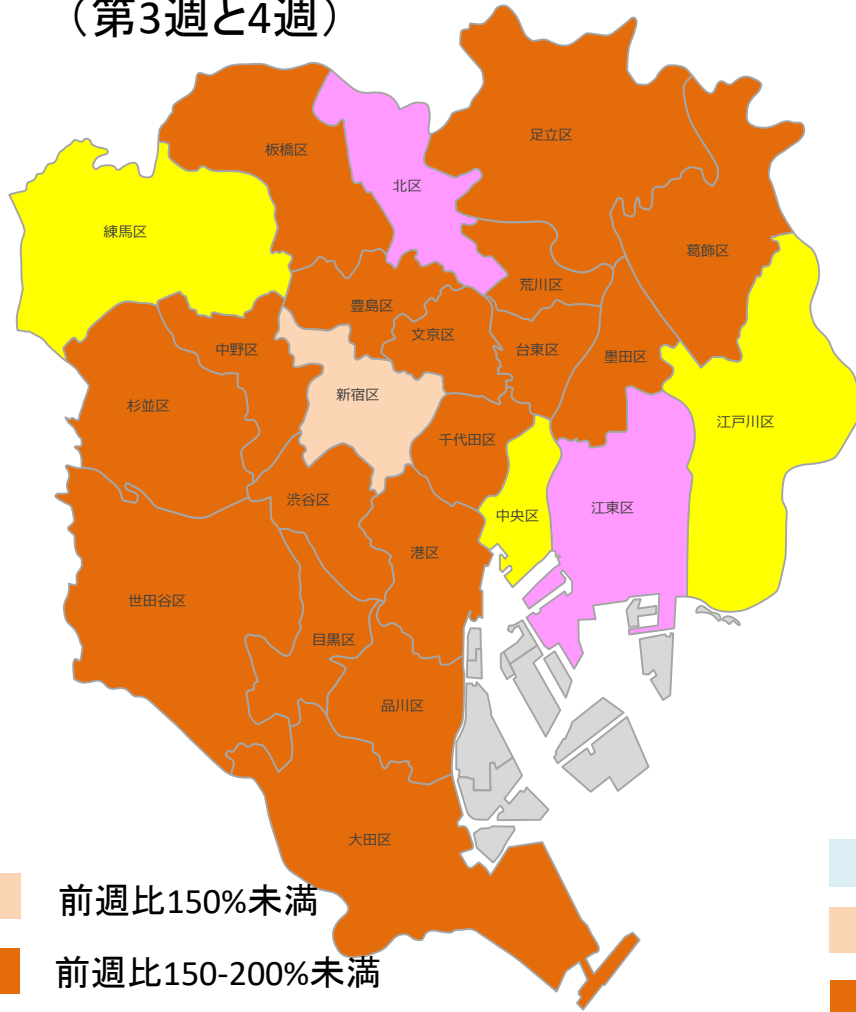 （第3週と4週）
足立区
板橋区
北区
練馬区
葛飾区
荒川区
豊島区
文京区
台東区
中野区
墨田区
新宿区
杉並区
江戸川区
千代田区
渋谷区
江東区
中央区
港区
世田谷区
目黒区
品川区
大田区
前週比150%未満
前週比150-200%未満